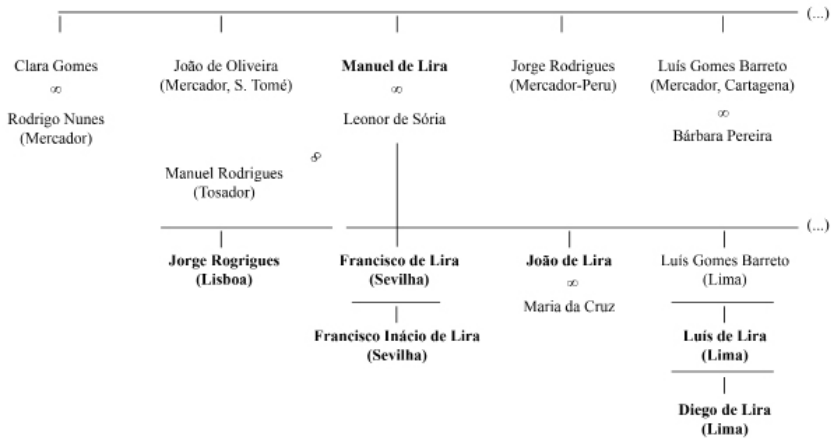 (...)
Clara Gomes
∞
Rodrigo Nunes
(Mercador)
João de Oliveira
(Mercador, S. Tomé)
Manuel de Lira
∞
Leonor de Sória
Jorge Rodrigues
(Mercador-Peru)
Luís Gomes Barreto
(Mercador, Cartagena)
∞
Bárbara Pereira
∞
Manuel Rodrigues
(Tosador)
(...)
Jorge Rogrigues
(Lisboa)
Francisco de Lira
(Sevilha)
João de Lira
∞
Maria da Cruz
Luís Gomes Barreto
(Lima)
Francisco Inácio de Lira
(Sevilha)
Luís de Lira
(Lima)
Diego de Lira
(Lima)